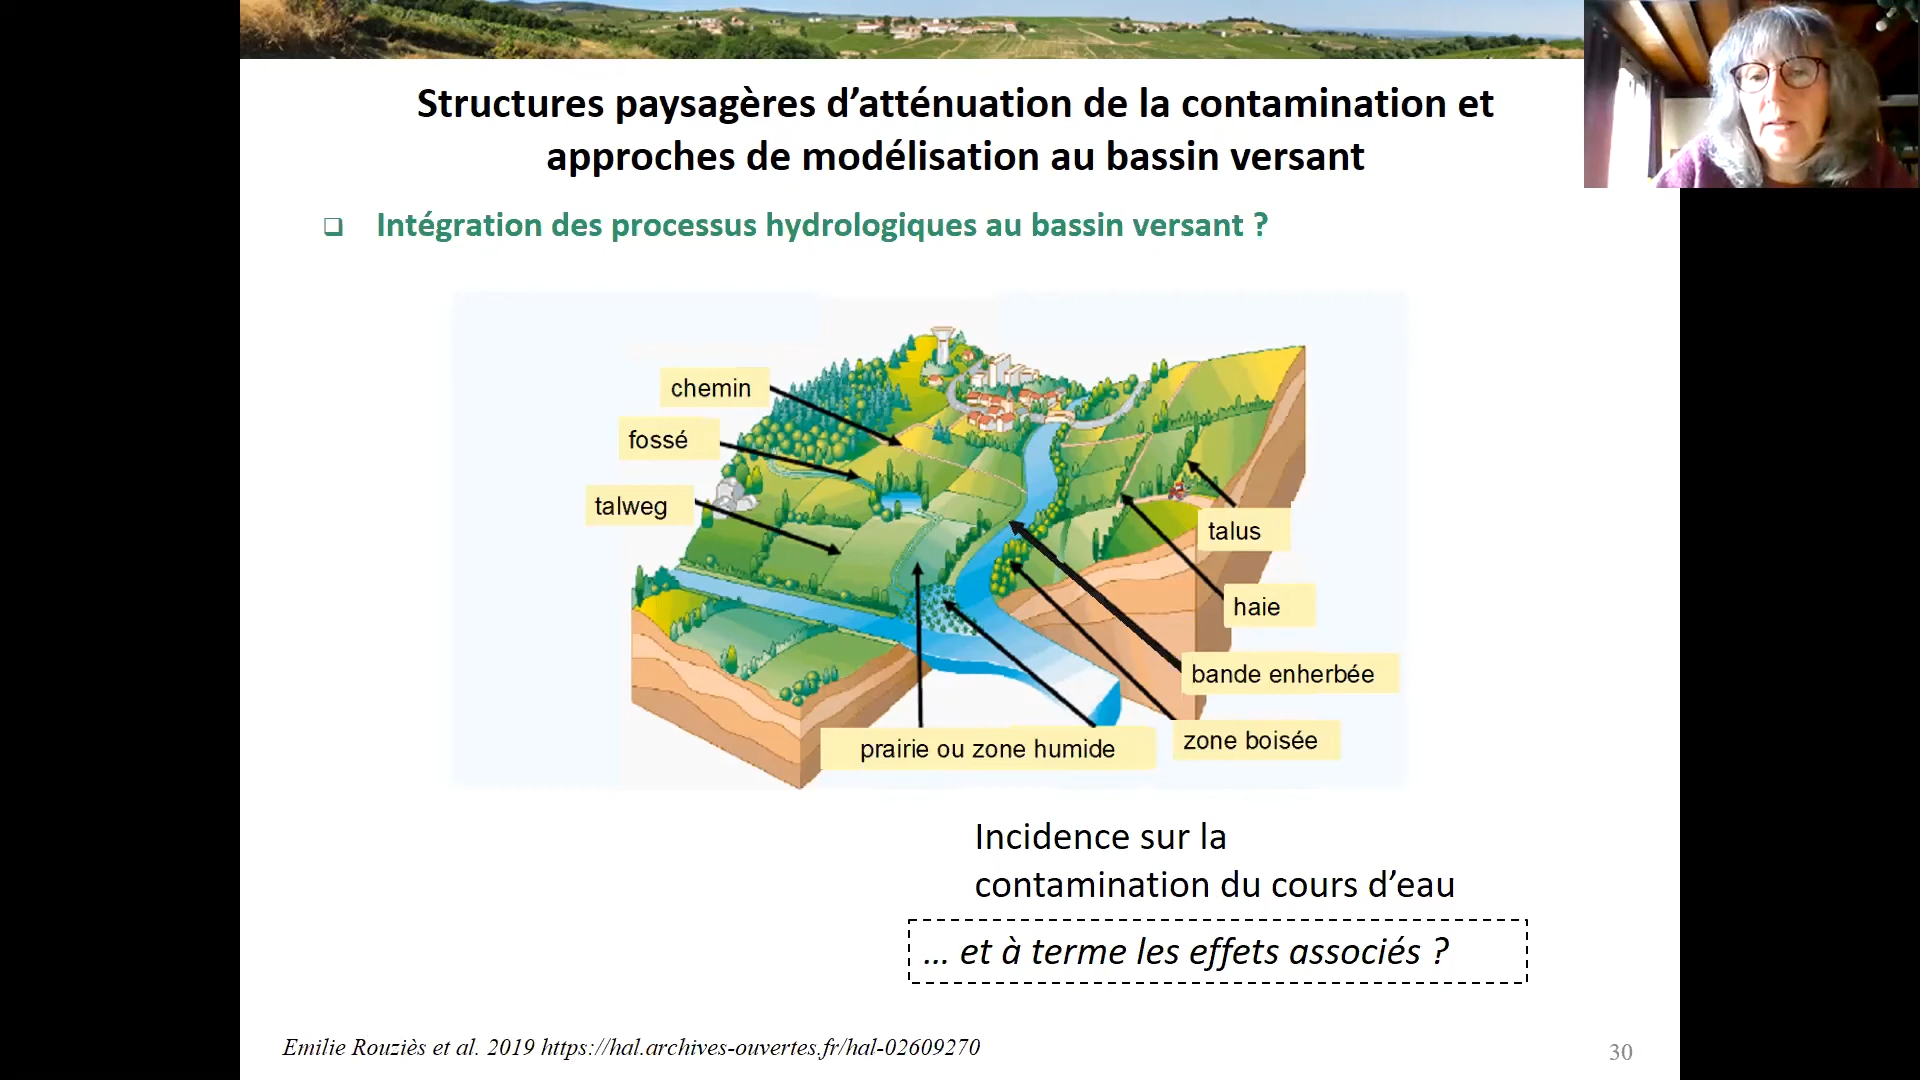 Structures paysagères d’atténuation de la contamination et
approches de modélisation au bassin versant
Intégration des processus hydrologiques au bassin versant ?
chemin
fossé
talweg
talus
haie
bande enherbée
zone boisée
prairie ou zone humide
Incidence sur la
contamination du cours d’eau
... et à terme les effets associés ?
Emilie Rouziès et al. 2019 https://hal.archives-ouvertes.fr/hal-02609270
30